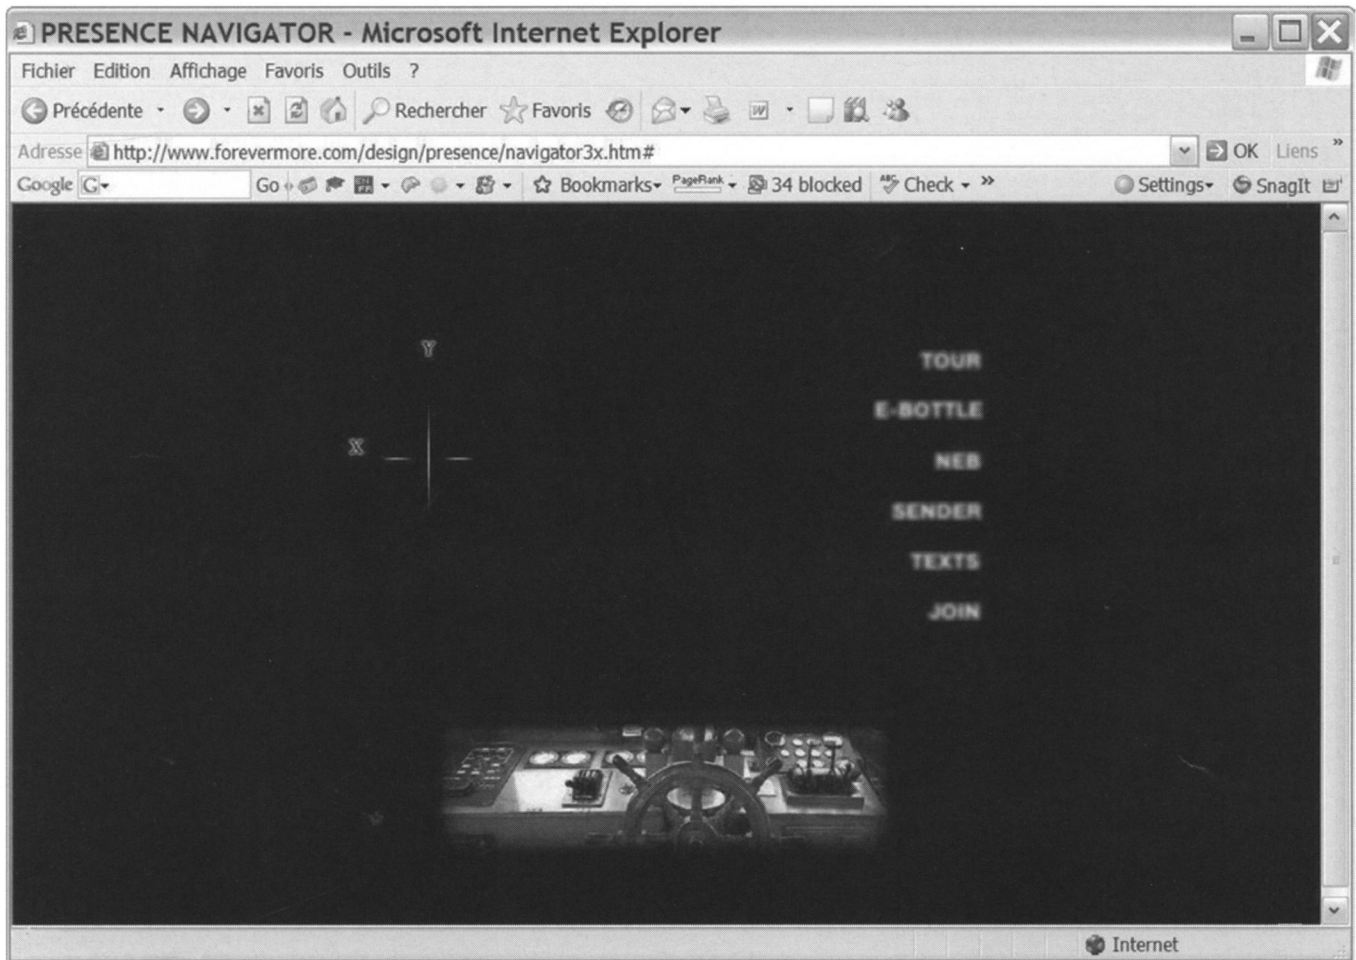 PRESENCE NAVIGATOR - Microsoft Internet Explorer
Fichier Edition Affichage Favoris Outils ?
Précédente Rechercher Favoris
Adresse http://www.forevermore.com/design/presence/navigator3x.htm# OK Liens »
Google G Go Bookmarks PageRank 34 blocked ABC Check » Settings SnagIt
Y
X
TOUR
E-BOTTLE
NEB
SENDER
TEXTS
JOIN
Internet